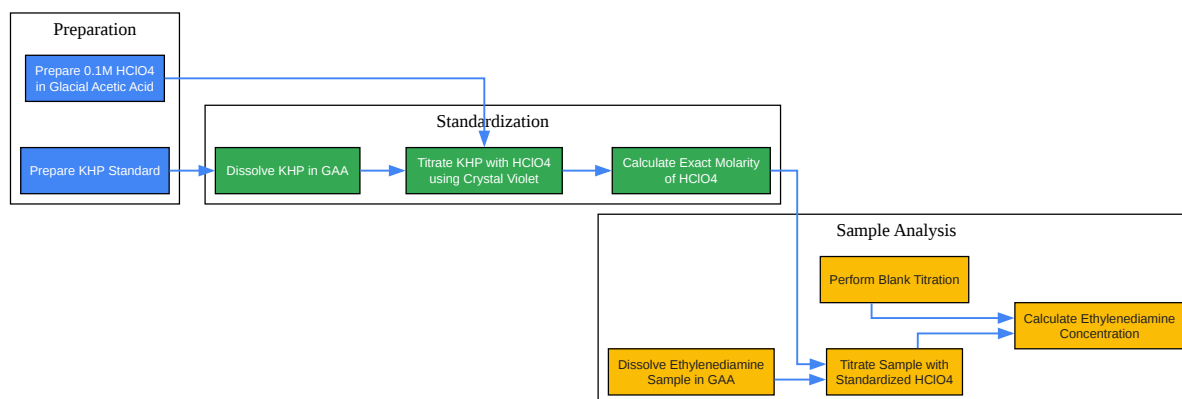 Preparation
Prepare 0.1M HClO4
in Glacial Acetic Acid
Prepare KHP Standard
Standardization
Dissolve KHP in GAA
Titrate KHP with HClO4
using Crystal Violet
Calculate Exact Molarity
of HClO4
Sample Analysis
Perform Blank Titration
Calculate Ethylenediamine
Concentration
Dissolve Ethylenediamine
Sample in GAA
Titrate Sample with
Standardized HClO4